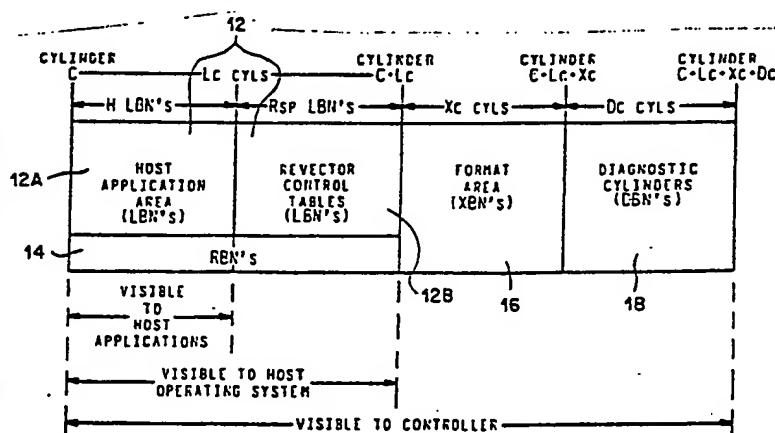 12
CYLINDER CYLINDER CYLINDER CYLINDER
C LC CYLS C+LC C+LC+XC C+LC+XC+DC
H LBN'S RSP LBN'S XC CYLS DC CYLS
12A
HOST APPLICATION AREA (LBN'S)
REVECTOR CONTROL TABLES (LBN'S)
FORMAT AREA (XBN'S)
DIAGNOSTIC CYLINDERS (DBN'S)
14
RBN'S
12B
16
18
VISIBLE TO HOST APPLICATIONS
VISIBLE TO HOST OPERATING SYSTEM
VISIBLE TO CONTROLLER